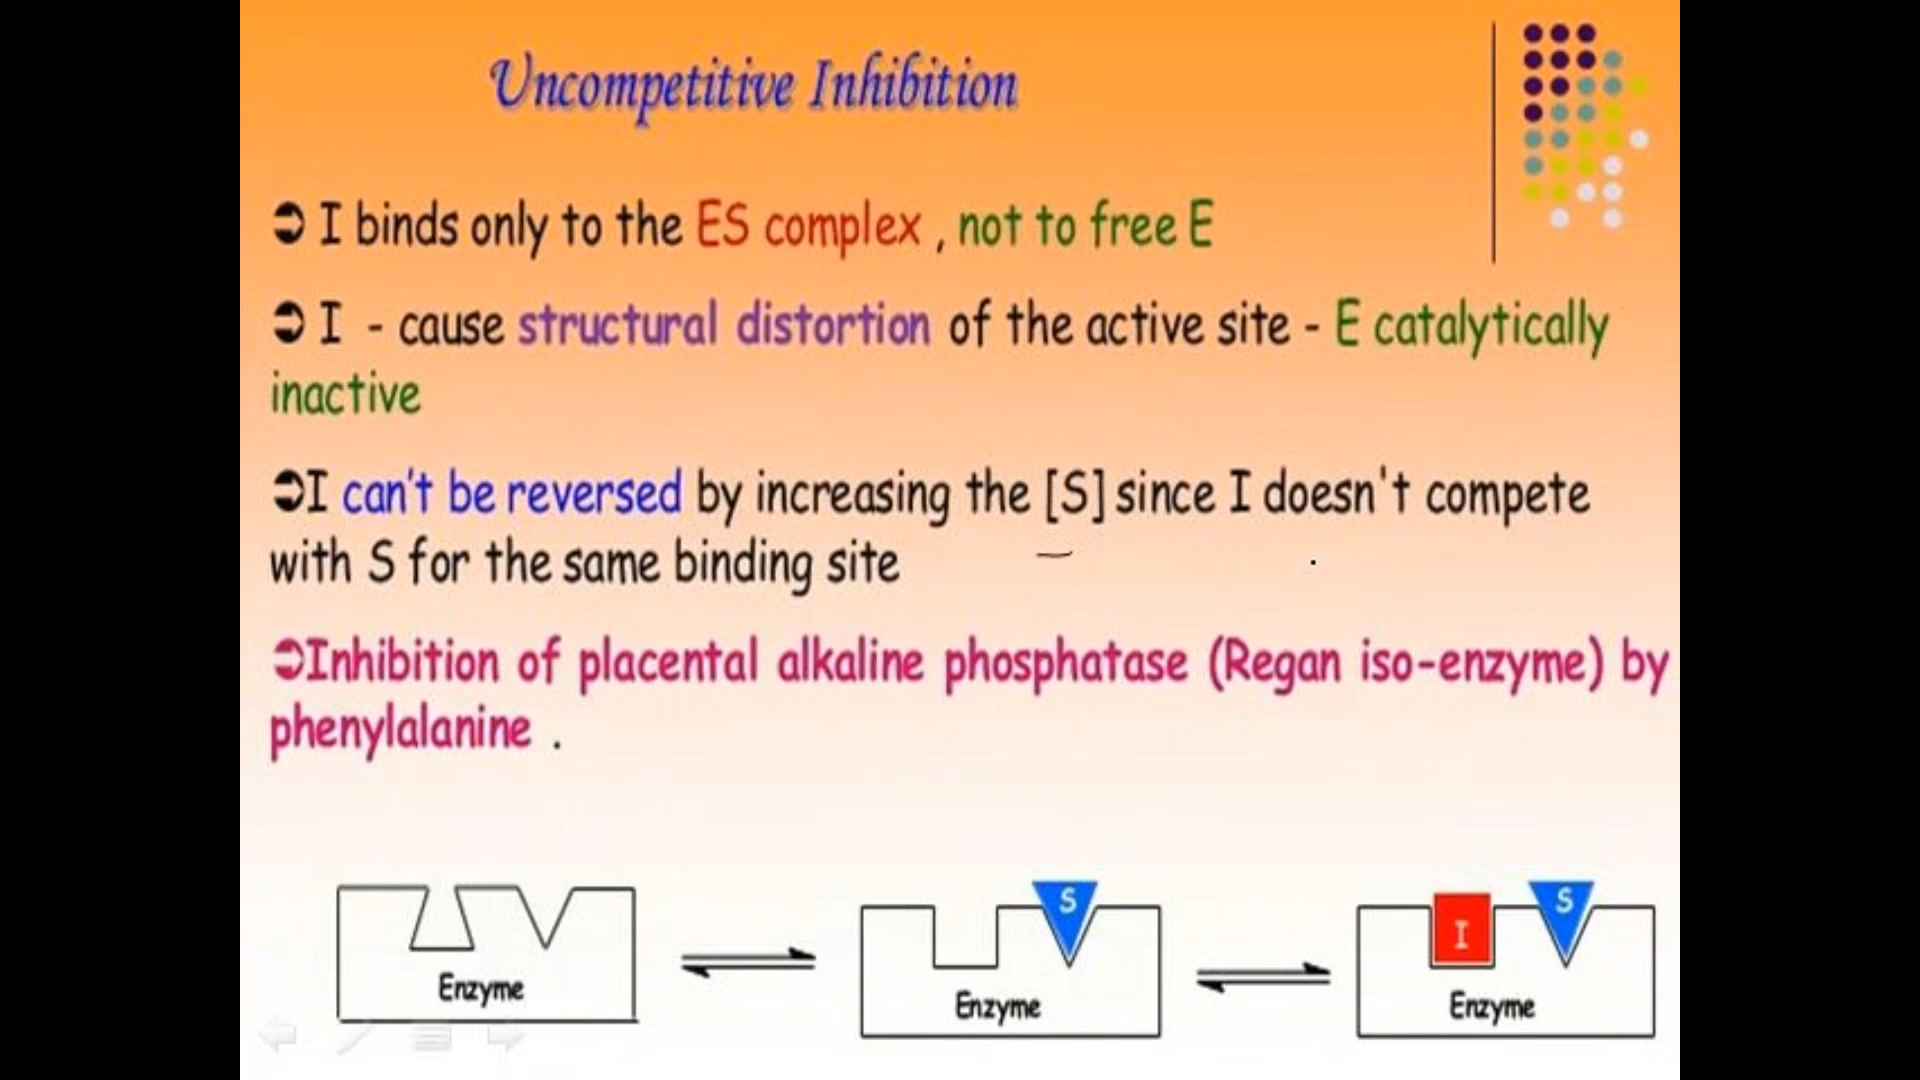 Uncompetitive Inhibition
➲ I binds only to the ES complex , not to free E
➲ I - cause structural distortion of the active site - E catalytically
inactive
➲I can't be reversed by increasing the [S] since I doesn't compete
with S for the same binding site
➲Inhibition of placental alkaline phosphatase (Regan iso-enzyme) by
phenylalanine .
S
I S
Enzyme
Enzyme
Enzyme